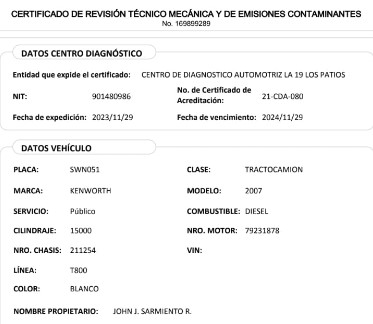 CERTIFICADO DE REVISIÓN TÉCNICO MECÁNICA Y DE EMISIONES CONTAMINANTES
No. 169899289
DATOS CENTRO DIAGNÓSTICO
Entidad que expide el certificado: CENTRO DE DIAGNOSTICO AUTOMOTRIZ LA 19 LOS PATIOS
NIT: 901480986 No. de Certificado de Acreditación: 21-CDA-080
Fecha de expedición: 2023/11/29 Fecha de vencimiento: 2024/11/29
DATOS VEHÍCULO
PLACA: SWN051 CLASE: TRACTOCAMION
MARCA: KENWORTH MODELO: 2007
SERVICIO: Público COMBUSTIBLE: DIESEL
CILINDRAJE: 15000 NRO. MOTOR: 79231878
NRO. CHASIS: 211254 VIN:
LÍNEA: T800
COLOR: BLANCO
NOMBRE PROPIETARIO: JOHN J. SARMIENTO R.